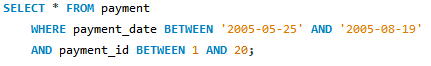 SELECT * FROM payment
WHERE payment_date BETWEEN '2005-05-25' AND '2005-08-19'
AND payment_id BETWEEN 1 AND 20;